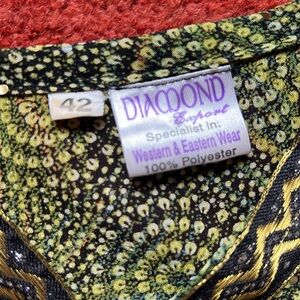 42
DIAMOND
Export
Specialist in:
Western & Eastern Wear
100% Polyester